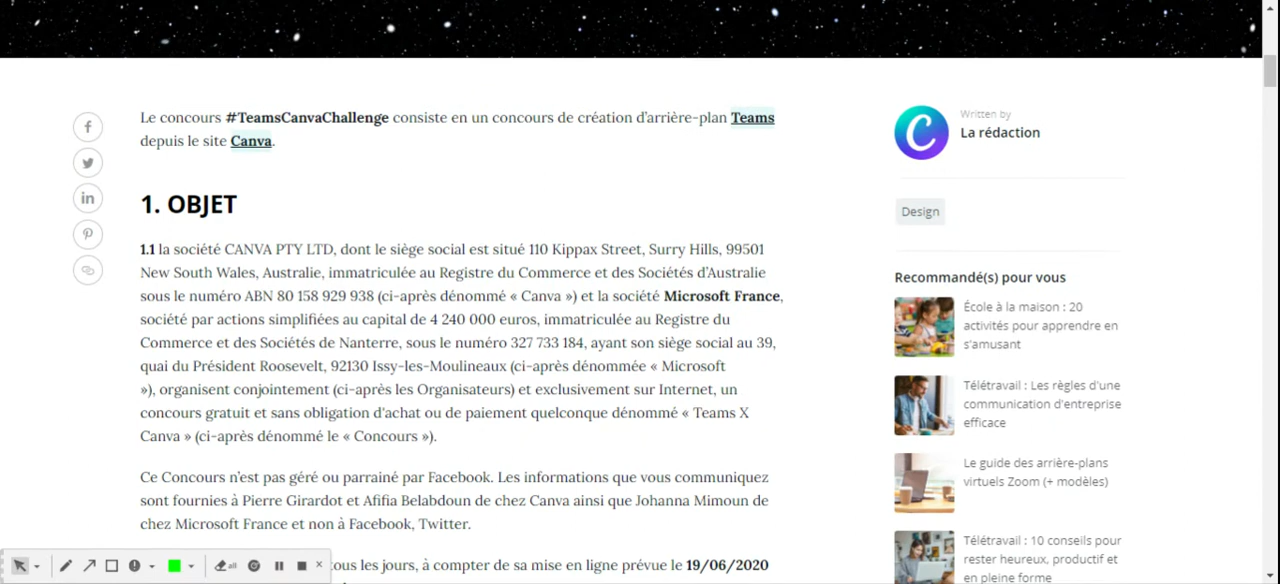 Le concours #TeamsCanvaChallenge consiste en un concours de création d'arrière-plan Teams
depuis le site Canva.
1. OBJET
1.1 la société CANVA PTY LTD, dont le siège social est situé 110 Kippax Street, Surry Hills, 99501
New South Wales, Australie, immatriculée au Registre du Commerce et des Sociétés d'Australie
sous le numéro ABN 80 158 929 938 (ci-après dénommé « Canva ») et la société Microsoft France,
société par actions simplifiées au capital de 4 240 000 euros, immatriculée au Registre du
Commerce et des Sociétés de Nanterre, sous le numéro 327 733 184, ayant son siège social au 39,
quai du Président Roosevelt, 92130 Issy-les-Moulineaux (ci-après dénommée « Microsoft
»), organisent conjointement (ci-après les Organisateurs) et exclusivement sur Internet, un
concours gratuit et sans obligation d'achat ou de paiement quelconque dénommé « Teams X
Canva » (ci-après dénommé le « Concours »).
Ce Concours n'est pas géré ou parrainé par Facebook. Les informations que vous communiquez
sont fournies à Pierre Girardot et Afifia Belabdoun de chez Canva ainsi que Johanna Mimoun de
chez Microsoft France et non à Facebook, Twitter.
tous les jours, à compter de sa mise en ligne prévue le 19/06/2020
Written by
La rédaction
Design
Recommandé(s) pour vous
École à la maison : 20
activités pour apprendre en
s'amusant
Télétravail : Les règles d'une
communication d'entreprise
efficace
Le guide des arrière-plans
virtuels Zoom (+ modèles)
Télétravail : 10 conseils pour
rester heureux, productif et
en pleine forme
all